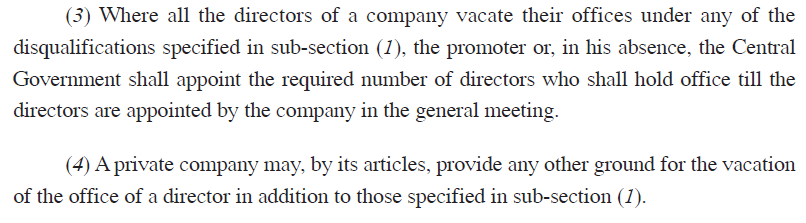 (3) Where all the directors of a company vacate their offices under any of the
disqualifications specified in sub-section (1), the promoter or, in his absence, the Central
Government shall appoint the required number of directors who shall hold office till the
directors are appointed by the company in the general meeting.
(4) A private company may, by its articles, provide any other ground for the vacation
of the office of a director in addition to those specified in sub-section (1).